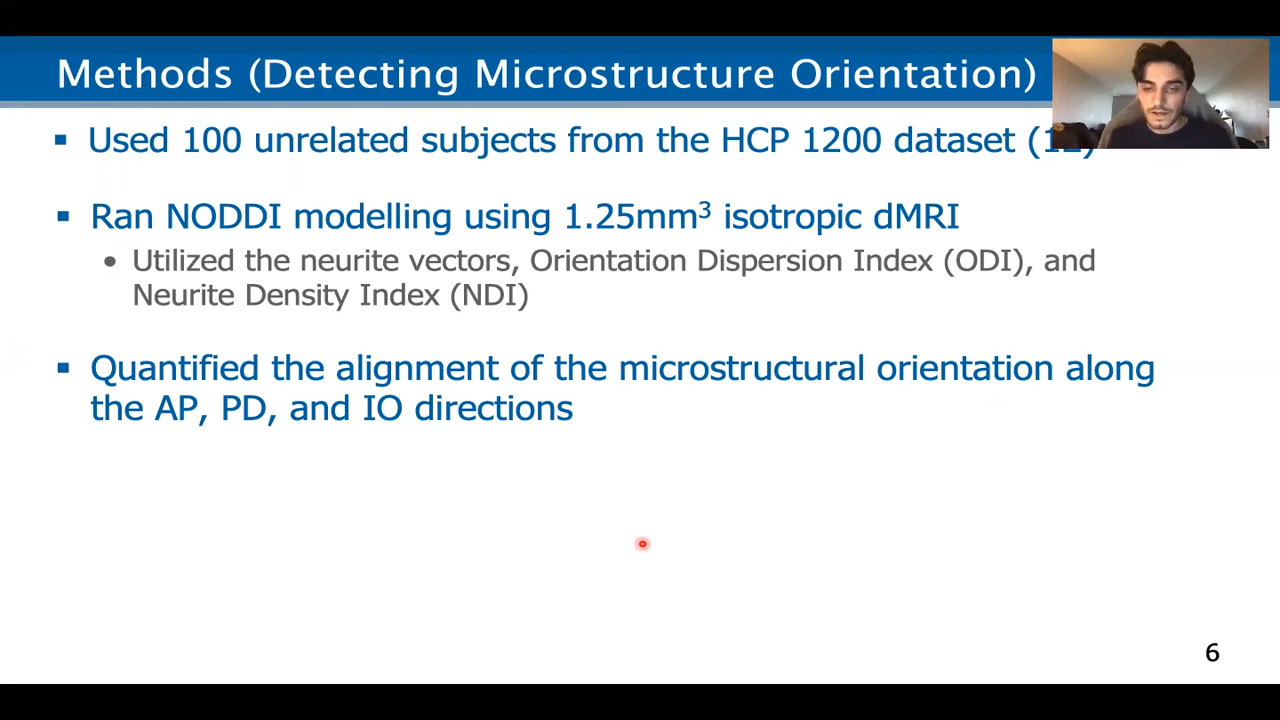 Methods (Detecting Microstructure Orientation)
▪ Used 100 unrelated subjects from the HCP 1200 dataset
▪ Ran NODDI modelling using 1.25mm³ isotropic dMRI
• Utilized the neurite vectors, Orientation Dispersion Index (ODI), and
Neurite Density Index (NDI)
▪ Quantified the alignment of the microstructural orientation along
the AP, PD, and IO directions
6